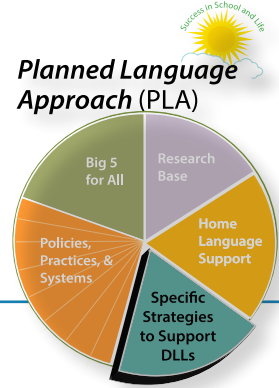 Success in School and Life
Planned Language
Approach (PLA)
Big 5
for All
Research
Base
Home
Language
Support
Policies,
Practices, &
Systems
Specific
Strategies
to Support
DLLs